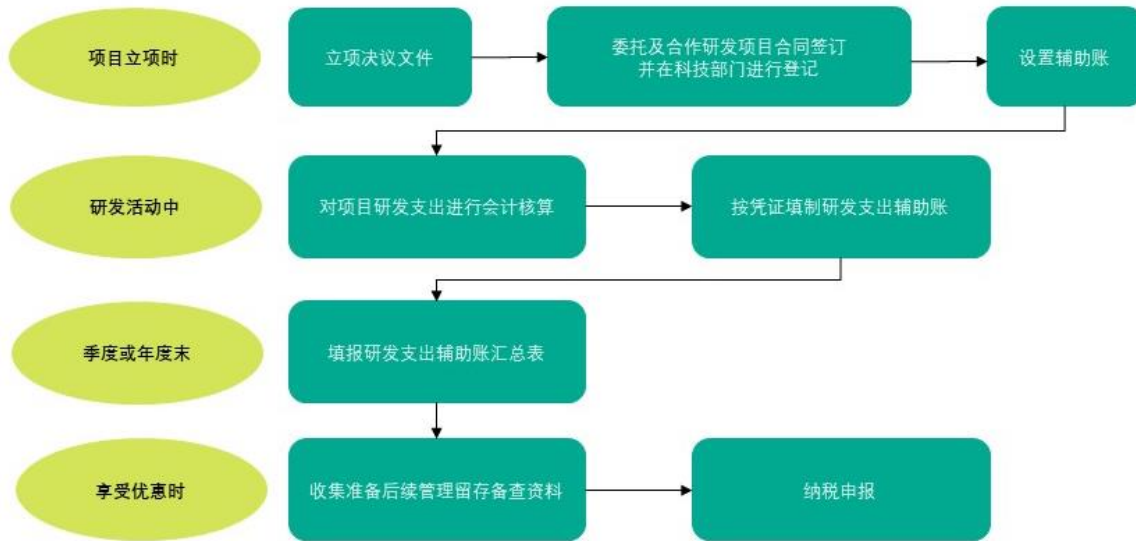 项目立项时
立项决议文件
委托及合作研发项目合同签订
并在科技部门进行登记
设置辅助账
研发活动中
对项目研发支出进行会计核算
按凭证填制研发支出辅助账
季度或年度末
填报研发支出辅助账汇总表
享受优惠时
收集准备后续管理留存备查资料
纳税申报